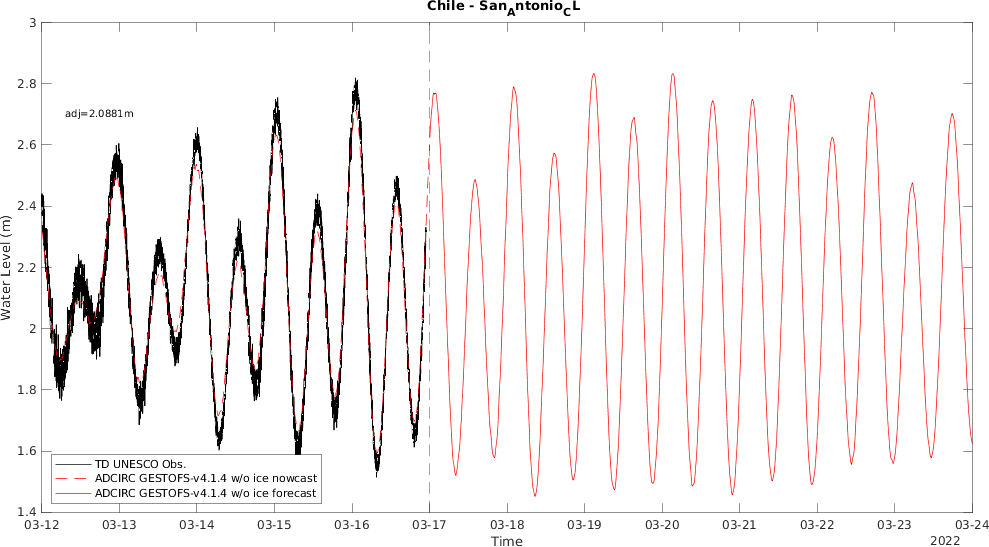 Chile - San_Antonio_CL
adj=2.0881m
3
2.8
2.6
2.4
2.2
2
1.8
1.6
1.4
Water Level (m)
TD UNESCO Obs.
ADCIRC GESTOFS-v4.1.4 w/o ice nowcast
ADCIRC GESTOFS-v4.1.4 w/o ice forecast
03-12 03-13 03-14 03-15 03-16 03-17 03-18 03-19 03-20 03-21 03-22 03-23 03-24
Time
2022